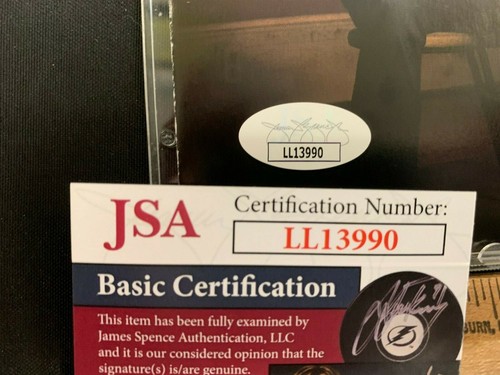 LL13990
JSA
Certification Number:
LL13990
Basic Certification
This item has been fully examined by
James Spence Authentication, LLC
and it is our considered opinion that the
signature(s) is/are genuine.
BURN,